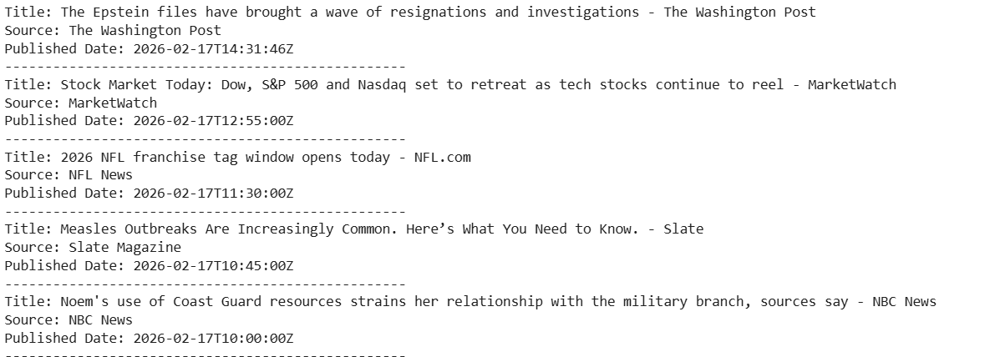 Title: The Epstein files have brought a wave of resignations and investigations - The Washington Post
Source: The Washington Post
Published Date: 2026-02-17T14:31:46Z
--------------------------------------------------
Title: Stock Market Today: Dow, S&P 500 and Nasdaq set to retreat as tech stocks continue to reel - MarketWatch
Source: MarketWatch
Published Date: 2026-02-17T12:55:00Z
--------------------------------------------------
Title: 2026 NFL franchise tag window opens today - NFL.com
Source: NFL News
Published Date: 2026-02-17T11:30:00Z
--------------------------------------------------
Title: Measles Outbreaks Are Increasingly Common. Here’s What You Need to Know. - Slate
Source: Slate Magazine
Published Date: 2026-02-17T10:45:00Z
--------------------------------------------------
Title: Noem's use of Coast Guard resources strains her relationship with the military branch, sources say - NBC News
Source: NBC News
Published Date: 2026-02-17T10:00:00Z
--------------------------------------------------